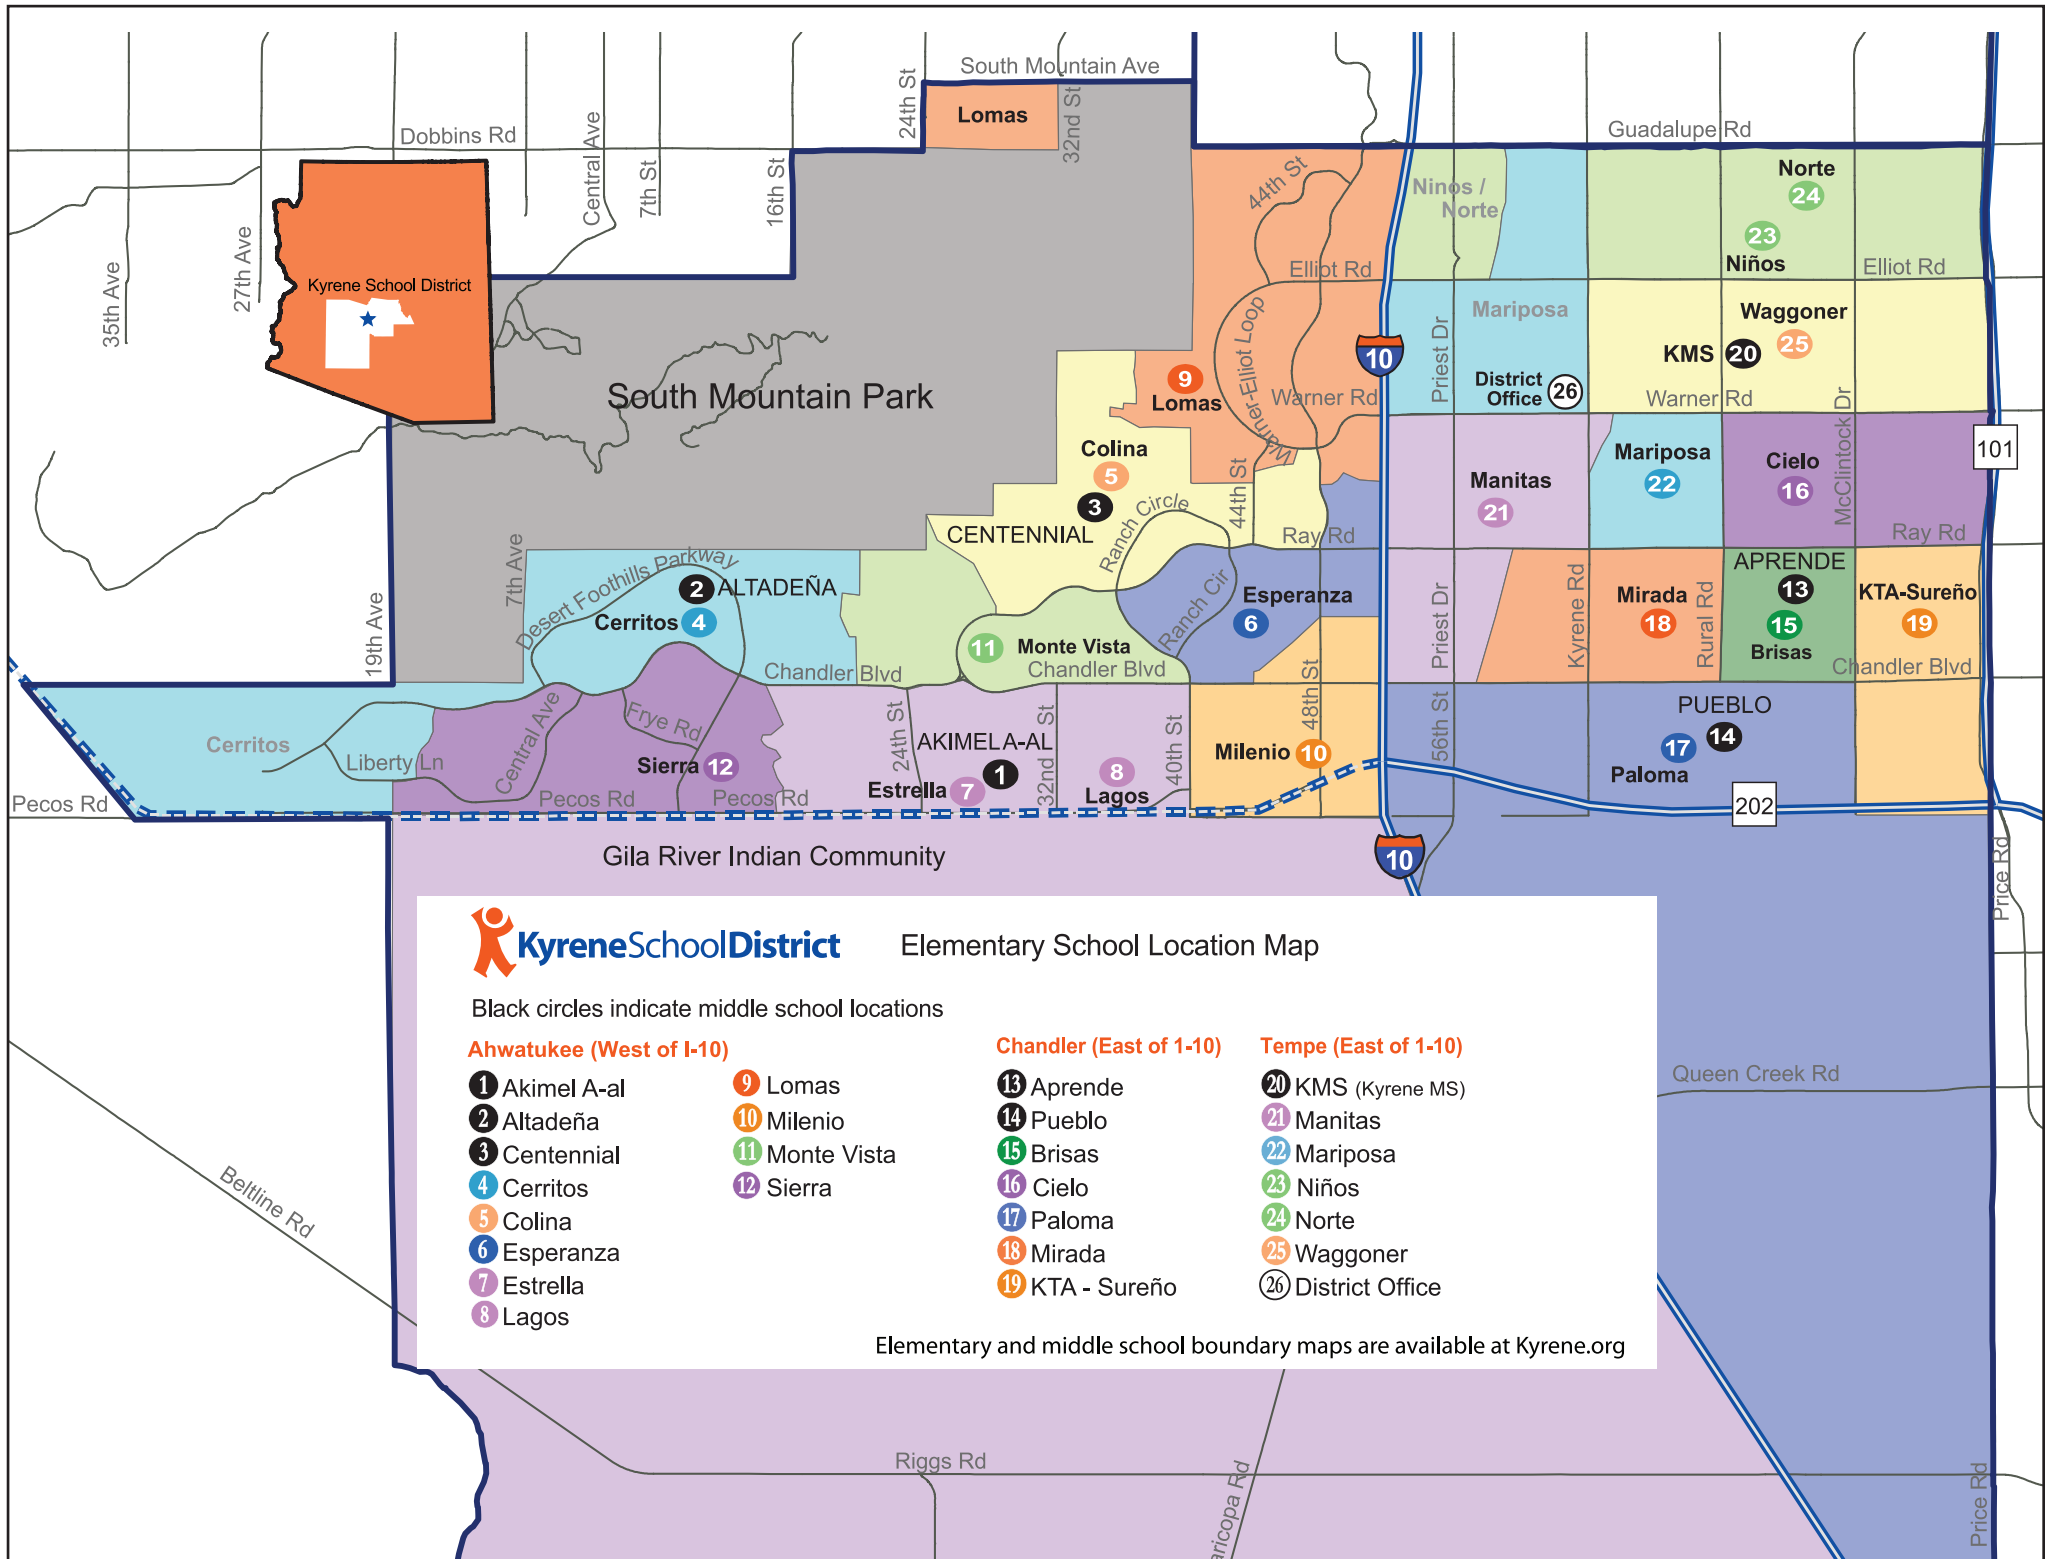 South Mountain Ave
24th St
Lomas
32nd St
Dobbins Rd
Central Ave
7th St
16th St
Guadalupe Rd
35th Ave
27th Ave
Kyrene School District
44th St
Ninos /
Norte
Norte
24
23
Niños
Elliot Rd
Elliot Rd
Warner-Elliot Loop
10
Priest Dr
Mariposa
Waggoner
KMS 20
25
District
Office 26
South Mountain Park
9
Lomas
Warner Rd
Warner Rd
McClintock Dr
101
Colina
5
3
CENTENNIAL
Ranch Circle
44th St
Manitas
21
Mariposa
22
Cielo
16
Ray Rd
Ray Rd
7th Ave
Desert Foothills Parkway
2 ALTADEÑA
Cerritos 4
19th Ave
Chandler Blvd
11 Monte Vista
Chandler Blvd
Ranch Cir
Esperanza
6
48th St
Priest Dr
Kyrene Rd
Mirada
18
Rural Rd
APRENDE
13
15
Brisas
KTA-Sureño
19
Chandler Blvd
Cerritos
Liberty Ln
Central Ave
Frye Rd
Sierra 12
24th St
AKIMEL A-AL
1
Estrella 7
32nd St
8
Lagos
40th St
Milenio 10
56th St
PUEBLO
14
17
Paloma
202
Pecos Rd
Pecos Rd
Pecos Rd
Gila River Indian Community
10
Price Rd
KyreneSchoolDistrict
Elementary School Location Map
Black circles indicate middle school locations
Ahwatukee (West of I-10)
1 Akimel A-al
2 Altadeña
3 Centennial
4 Cerritos
5 Colina
6 Esperanza
7 Estrella
8 Lagos
9 Lomas
10 Milenio
11 Monte Vista
12 Sierra
Chandler (East of 1-10)
13 Aprende
14 Pueblo
15 Brisas
16 Cielo
17 Paloma
18 Mirada
19 KTA - Sureño
Tempe (East of 1-10)
20 KMS (Kyrene MS)
21 Manitas
22 Mariposa
23 Niños
24 Norte
25 Waggoner
26 District Office
Elementary and middle school boundary maps are available at Kyrene.org
Queen Creek Rd
Beltline Rd
Riggs Rd
aricopa Rd
Price Rd